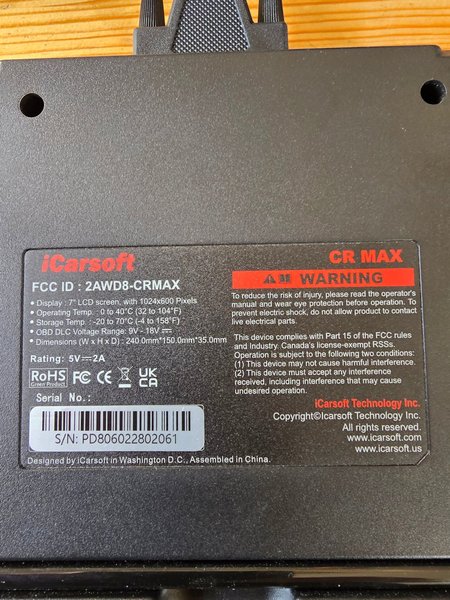 iCarsoft
CR MAX
FCC ID : 2AWD8-CRMAX
• Display : 7" LCD screen, with 1024x600 Pixels
• Operating Temp. : 0 to 40°C (32 to 104°F)
• Storage Temp. : -20 to 70°C (-4 to 158°F)
• OBD DLC Voltage Range: 9V - 18V
• Dimensions (W x H x D) : 240.0mm*150.0mm*35.0mm
Rating: 5V 2A
RoHS
Green Product
FC CE UK
CA
Serial No.:
S/N: PD806022802061
Designed by iCarsoft in Washington D.C., Assembled in China.
WARNING
To reduce the risk of injury, please read the operator's
manual and wear eye protection before operation. To
prevent electric shock, do not allow product to contact
live electrical parts.
This device complies with Part 15 of the FCC rules
and Industry. Canada's license-exempt RSSs.
Operation is subject to the following two conditions:
(1) This device may not cause harmful interference.
(2) This device must accept any interference
received, including interference that may cause
undesired operation.
iCarsoft Technology Inc.
Copyright©Icarsoft Technology Inc.
All rights reserved.
www.icarsoft.com
www.icarsoft.us